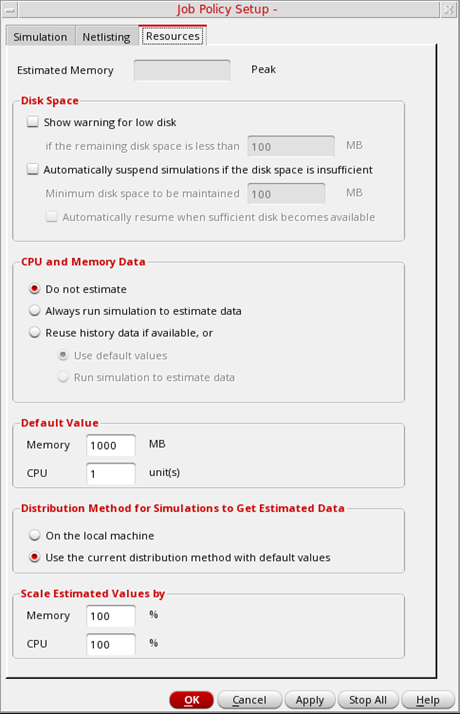 Job Policy Setup -
Simulation Netlisting Resources
Estimated Memory Peak
Disk Space
Show warning for low disk
if the remaining disk space is less than 100 MB
Automatically suspend simulations if the disk space is insufficient
Minimum disk space to be maintained 100 MB
Automatically resume when sufficient disk becomes available
CPU and Memory Data
Do not estimate
Always run simulation to estimate data
Reuse history data if available, or
Use default values
Run simulation to estimate data
Default Value
Memory 1000 MB
CPU 1 unit(s)
Distribution Method for Simulations to Get Estimated Data
On the local machine
Use the current distribution method with default values
Scale Estimated Values by
Memory 100 %
CPU 100 %
OK Cancel Apply Stop All Help